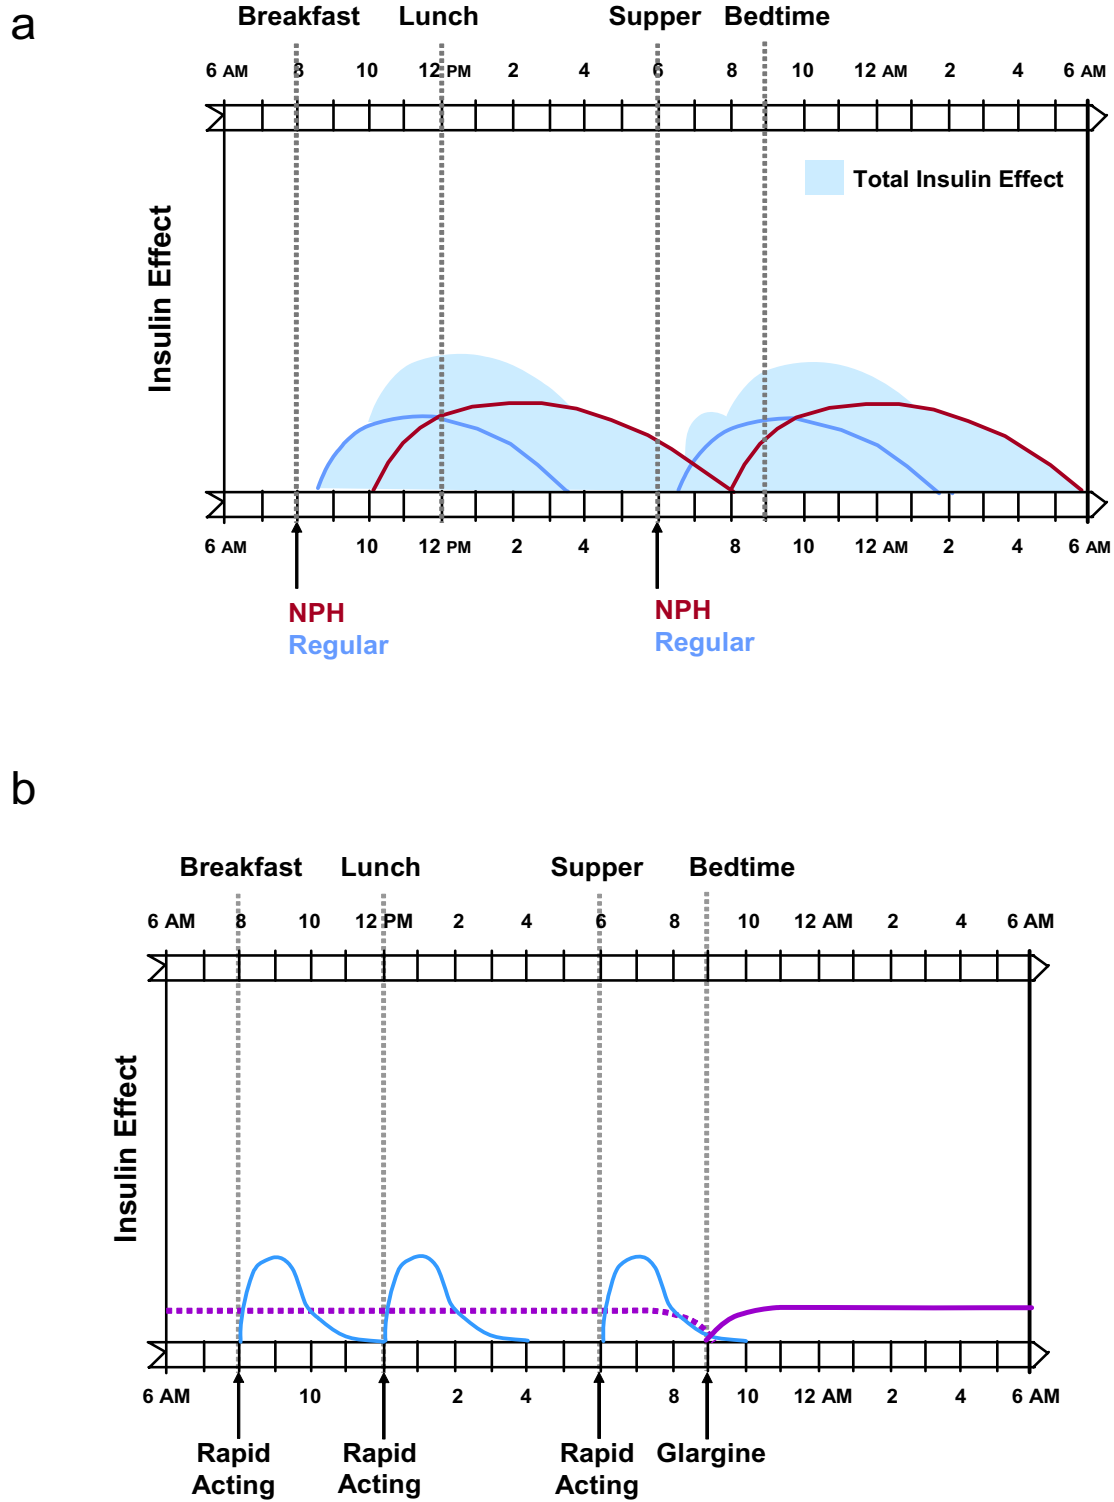 a
Breakfast Lunch Supper Bedtime
6 AM 8 10 12 PM 2 4 6 8 10 12 AM 2 4 6 AM
Total Insulin Effect
Insulin Effect
6 AM 10 12 PM 2 4 8 10 12 AM 2 4 6 AM
NPH NPH
Regular Regular
b
Breakfast Lunch Supper Bedtime
6 AM 8 10 12 PM 2 4 6 8 10 12 AM 2 4 6 AM
Insulin Effect
6 AM 10 2 4 8 10 12 AM 2 4 6 AM
Rapid Rapid Rapid Glargine
Acting Acting Acting